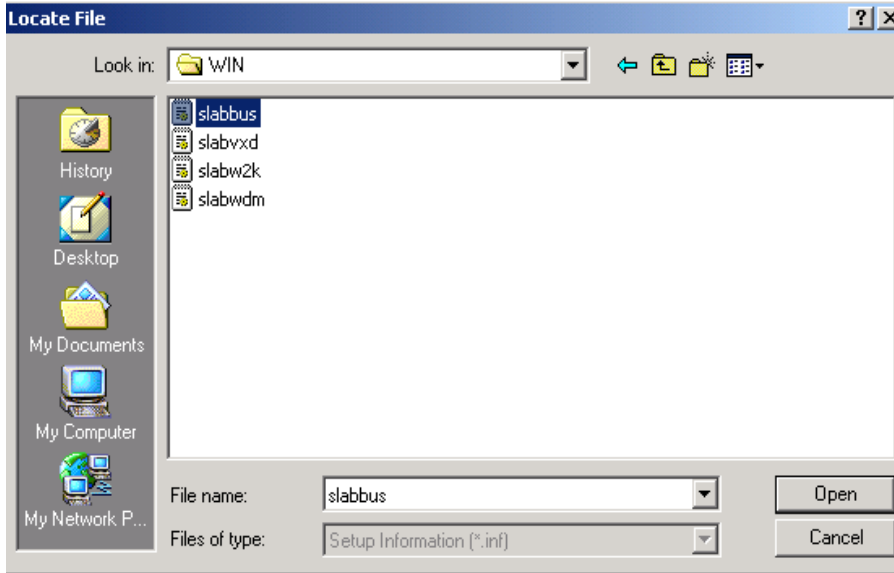 Locate File
Look in: WIN
slabbus
slabvxd
slabw2k
slabwdm
History
Desktop
My Documents
My Computer
My Network P...
File name: slabbus Open
Files of type: Setup Information (*.inf) Cancel